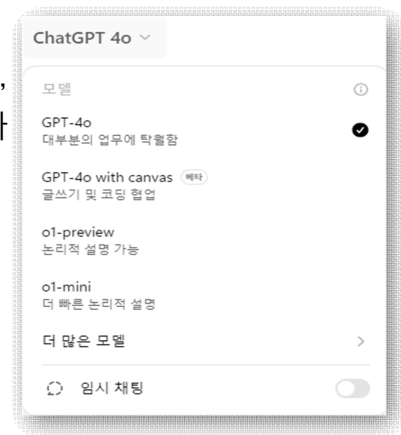 ChatGPT 4o
모델
GPT-4o
대부분의 업무에 탁월함
GPT-4o with canvas 베타
글쓰기 및 코딩 협업
o1-preview
논리적 설명 가능
o1-mini
더 빠른 논리적 설명
더 많은 모델
임시 채팅